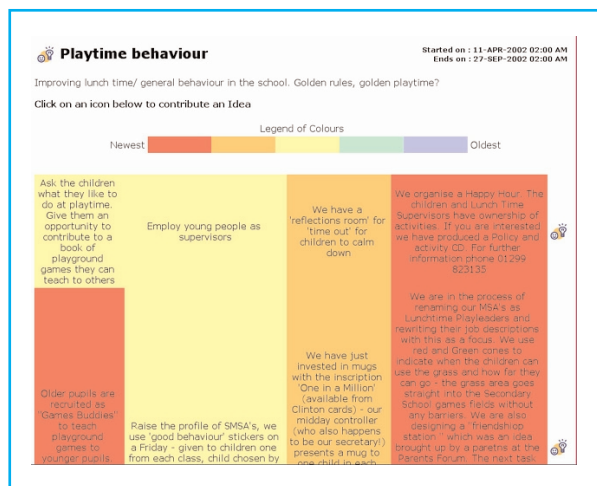 Playtime behaviour
Started on : 11-APR-2002 02:00 AM
Ends on : 27-SEP-2002 02:00 AM
Improving lunch time/ general behaviour in the school. Golden rules, golden playtime?
Click on an icon below to contribute an Idea
Legend of Colours
Newest
Oldest
Ask the children
what they like to
do at playtime.
Give them an
opportunity to
contribute to a
book of
playground
games they can
teach to others
Employ young people as
supervisors
We have a
'reflections room' for
'time out' for
children to calm
down
We organise a Happy Hour. The
children and Lunch Time
Supervisors have ownership of
activities. If you are interested
we have produced a Policy and
activity CD. For further
information phone 01299
823135
Older pupils are
recruited as
"Games Buddies"
to teach
playground
games to
younger pupils
Raise the profile of SMSA's, we
use 'good behaviour' stickers on
a Friday - given to children one
from each class, child chosen by
We have just
invested in mugs
with the inscription
'One in a Million'
(available from
Clinton cards) - our
midday controller
(who also happens
to be our secretary!)
presents a mug to
one child in each
We are in the process of
renaming our MSA's as
Lunchtime Playleaders and
rewriting their job descriptions
with this as a focus. We use
red and Green cones to
indicate when the children can
use the grass and how far they
can go - the grass area goes
straight into the Secondary
School games fields without
any barriers. We are also
designing a "friendshiop
station " which was an idea
brought up by a paretns at the
Parents Forum. The next task